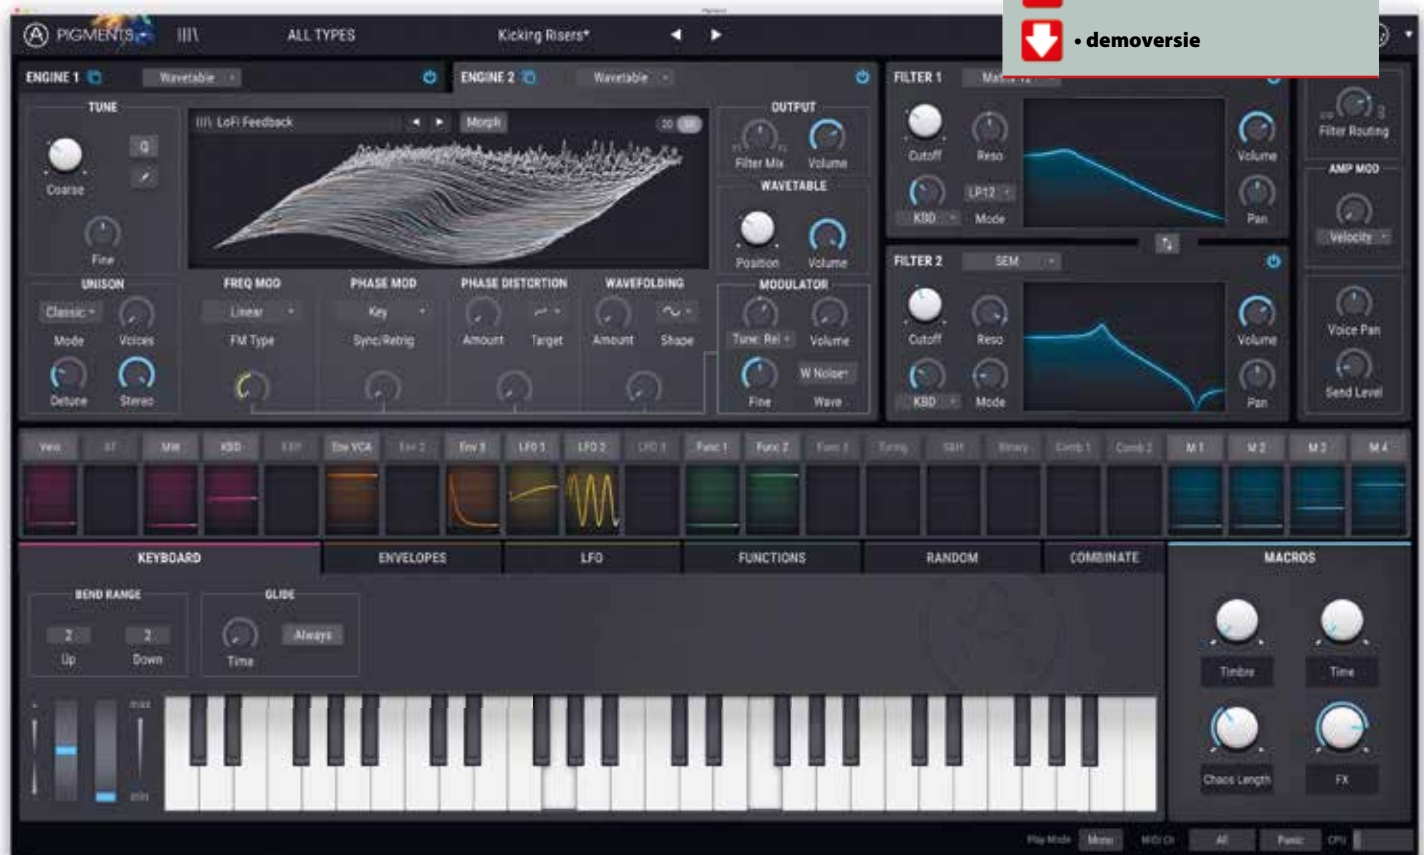 Pigments
PIGMENTS
ALL TYPES
Kicking Risers*
• demoversie
ENGINE 1
Wavetable
ENGINE 2
Wavetable
FILTER 1
TUNE
Coarse
Q
Fine
LoFi Feedback
Morph
2D
3D
OUTPUT
Filter Mix
Volume
WAVETABLE
Position
Volume
UNISON
Classic
Mode
Voices
Detune
Stereo
FREQ MOD
Linear
FM Type
PHASE MOD
Key
Sync/Retrig
PHASE DISTORTION
Amount
Target
WAVEFOLDING
Amount
Shape
MODULATOR
Tune: Rel
Volume
W Noise
Fine
Wave
Cutoff
Reso
KBD
LP12
Mode
Volume
Pan
FILTER 2
SEM
Cutoff
Reso
KBD
Mode
Volume
Pan
Filter Routing
AMP MOD
Velocity
Voice Pan
Send Level
Velo
AT
MW
KBD
EXP
Env VCA
Env 2
Env 3
LFO 1
LFO 2
LFO 3
Func 1
Func 2
Func 3
Turing
S&H
Binary
Comb 1
Comb 2
M 1
M 2
M 3
M 4
KEYBOARD
ENVELOPES
LFO
FUNCTIONS
RANDOM
COMBINATE
MACROS
BEND RANGE
2
2
Up
Down
GLIDE
Always
Time
max
min
Timbre
Time
Chaos Length
FX
Play Mode
Mono
MIDI Ch
All
Panic
CPU